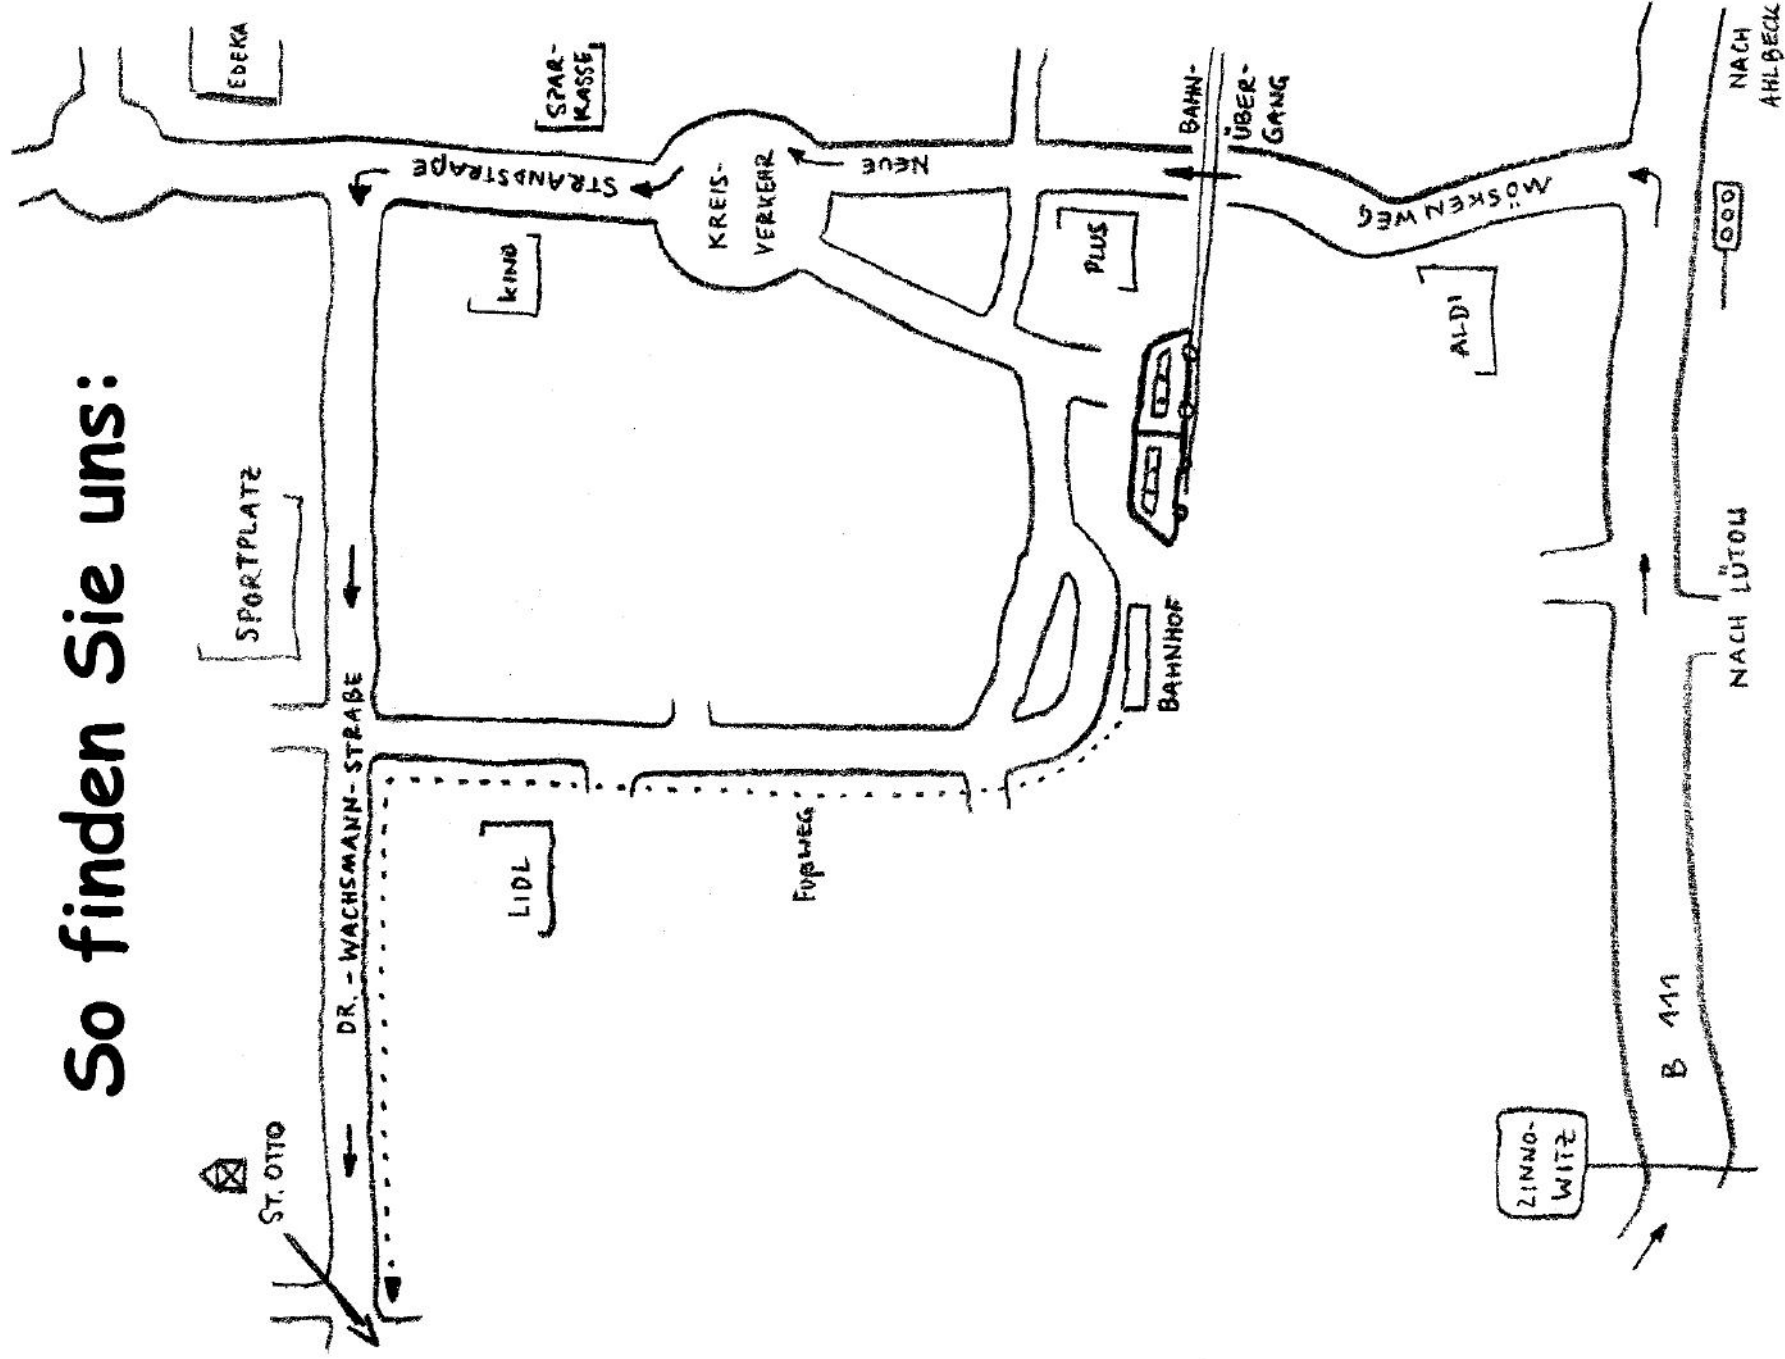 So finden Sie uns:
ST. OTTO
SPORTPLATZ
EDEKA
DR.-WACHSMANN-STRAßE
STRANDSTRAßE
LIDL
KINO
SPAR-
KASSE
KREIS-
VERKEHR
Fußweg
NEUE
PLUS
BAHNHOF
BAHN-
ÜBER-
GANG
MÖSKENWEG
ALDI
ZINNO-
WITZ
B 111
NACH LÜTOW
NACH
AHLBECK